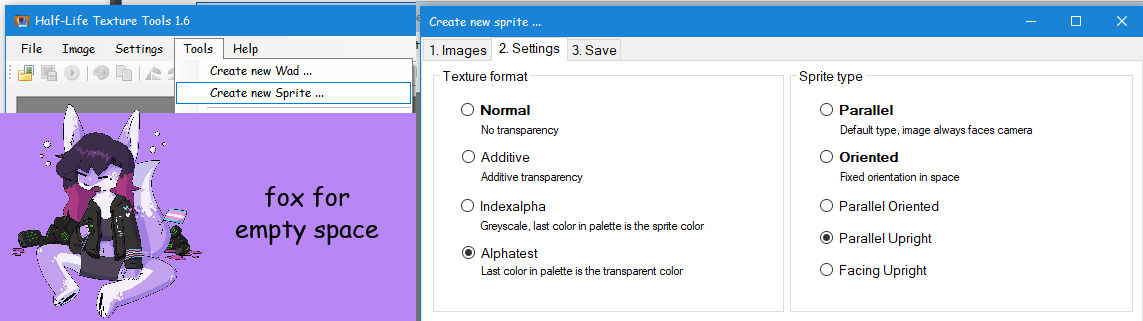 Half-Life Texture Tools 1.6
File Image Settings Tools Help
Create new Wad ...
Create new Sprite ...
fox for
empty space
Create new sprite ...
1. Images 2. Settings 3. Save
Texture format
Normal
No transparency
Additive
Additive transparency
Indexalpha
Greyscale, last color in palette is the sprite color
Alphatest
Last color in palette is the transparent color
Sprite type
Parallel
Default type, image always faces camera
Oriented
Fixed orientation in space
Parallel Oriented
Parallel Upright
Facing Upright